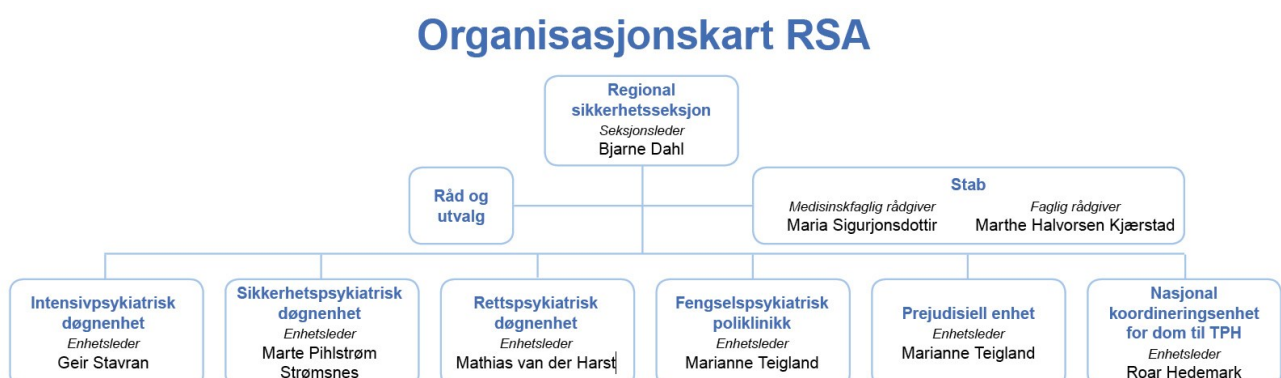 Organisasjonskart RSA
Regional
sikkerhetsseksjon
Seksjonsleder
Bjarne Dahl
Råd og
utvalg
Stab
Medisinskfaglig rådgiver
Maria Sigurjonsdottir
Faglig rådgiver
Marthe Halvorsen Kjærstad
Intensivpsykiatrisk
døgnenhet
Enhetsleder
Geir Stavran
Sikkerhetspsykiatrisk
døgnenhet
Enhetsleder
Marte Pihlstrøm
Strømsnes
Rettspsykiatrisk
døgnenhet
Enhetsleder
Mathias van der Harst
Fengselspsykiatrisk
poliklinikk
Enhetsleder
Marianne Teigland
Prejudisiell enhet
Enhetsleder
Marianne Teigland
Nasjonal
koordineringsenhet
for dom til TPH
Enhetsleder
Roar Hedemark